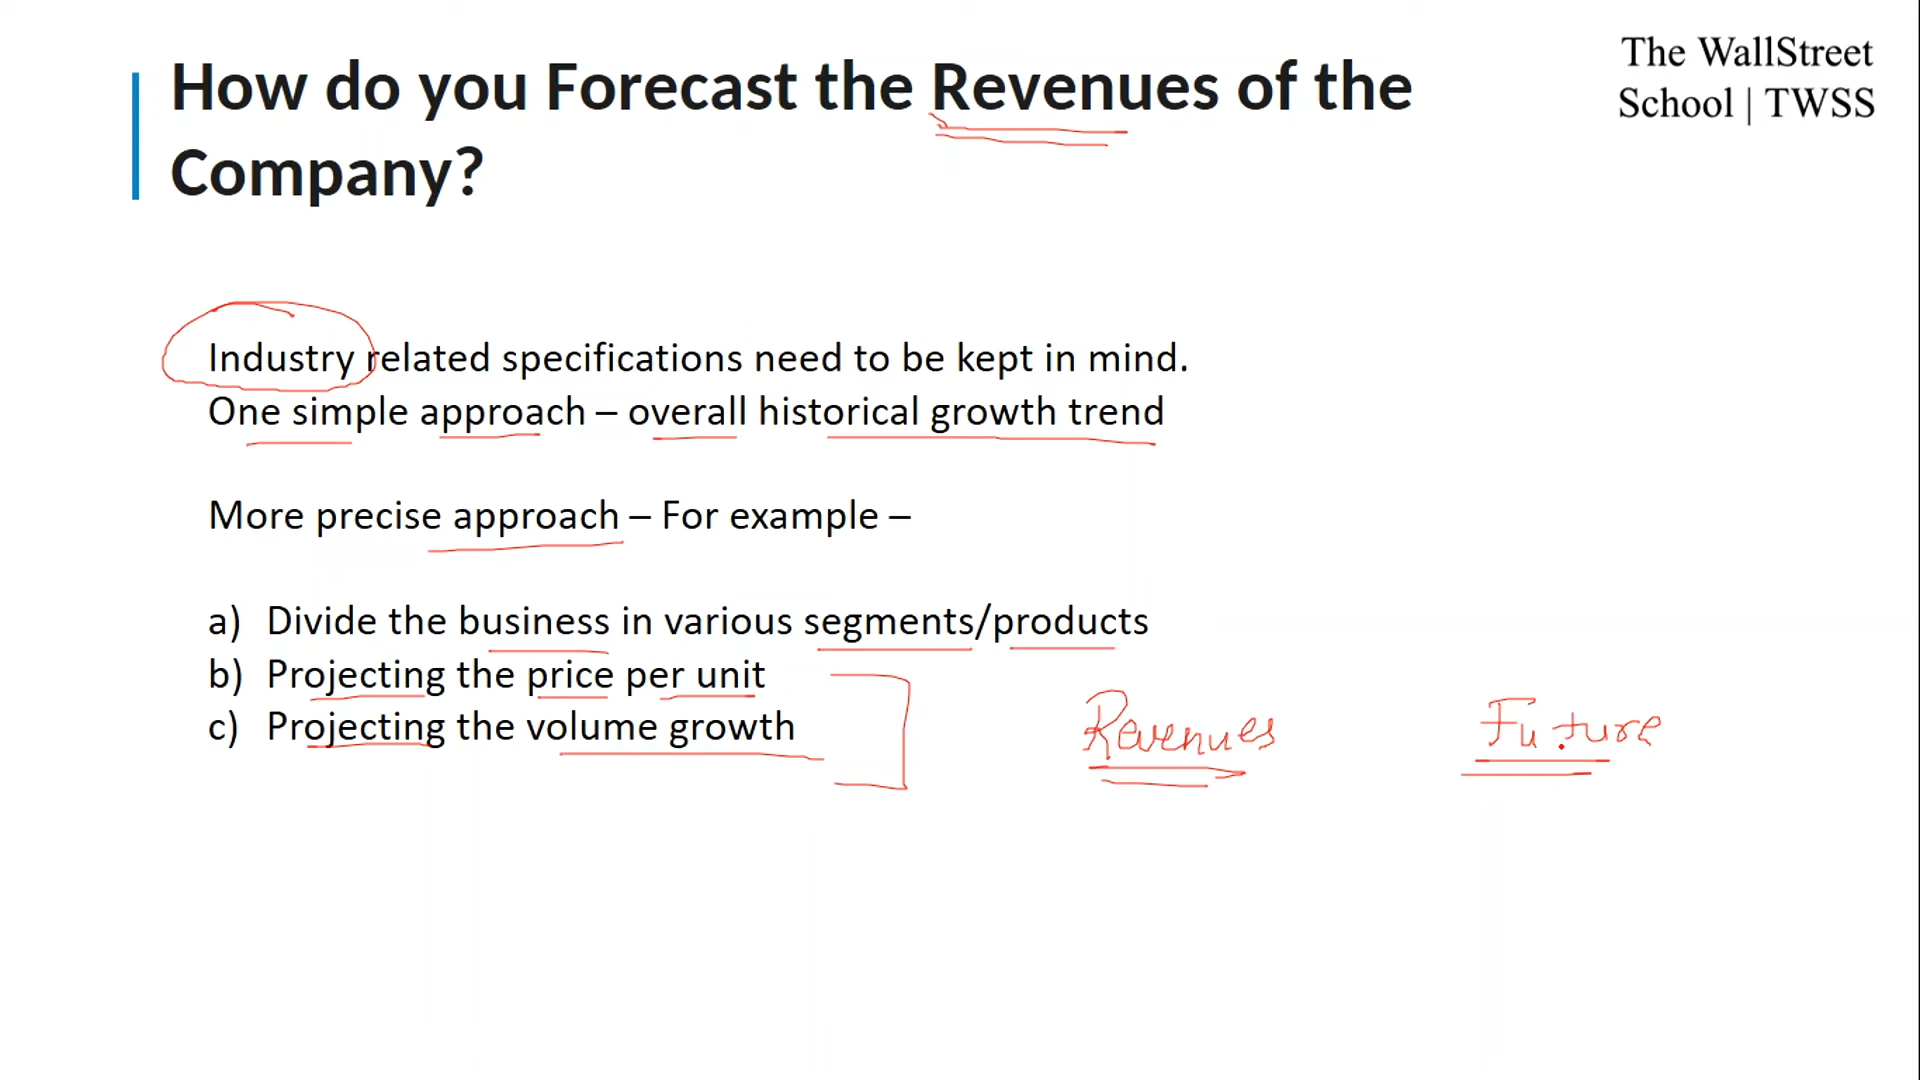 How do you Forecast the Revenues of the
Company?
The WallStreet
School | TWSS
Industry related specifications need to be kept in mind.
One simple approach – overall historical growth trend
More precise approach – For example –
a) Divide the business in various segments/products
b) Projecting the price per unit
c) Projecting the volume growth
Revenues
Future